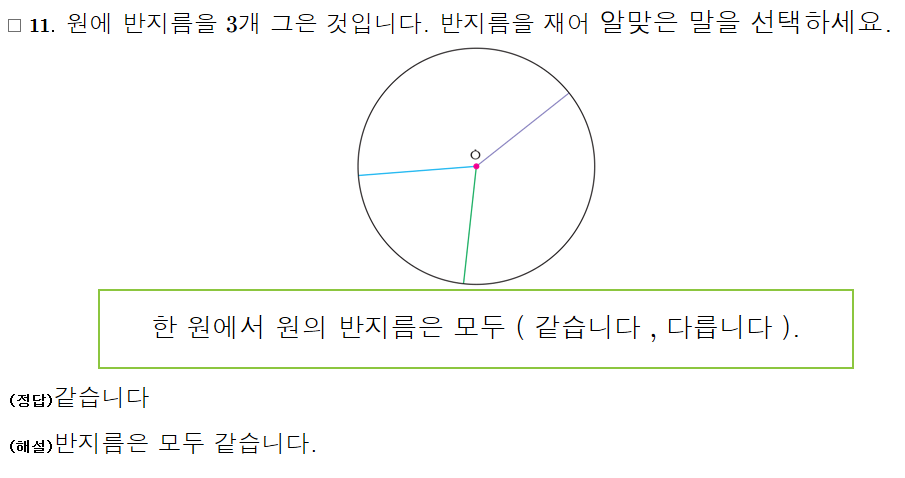 □ 11. 원에 반지름을 3개 그은 것입니다. 반지름을 재어 알맞은 말을 선택하세요.
ㅇ
한 원에서 원의 반지름은 모두 ( 같습니다 , 다릅니다 ).
(정답)같습니다
(해설)반지름은 모두 같습니다.